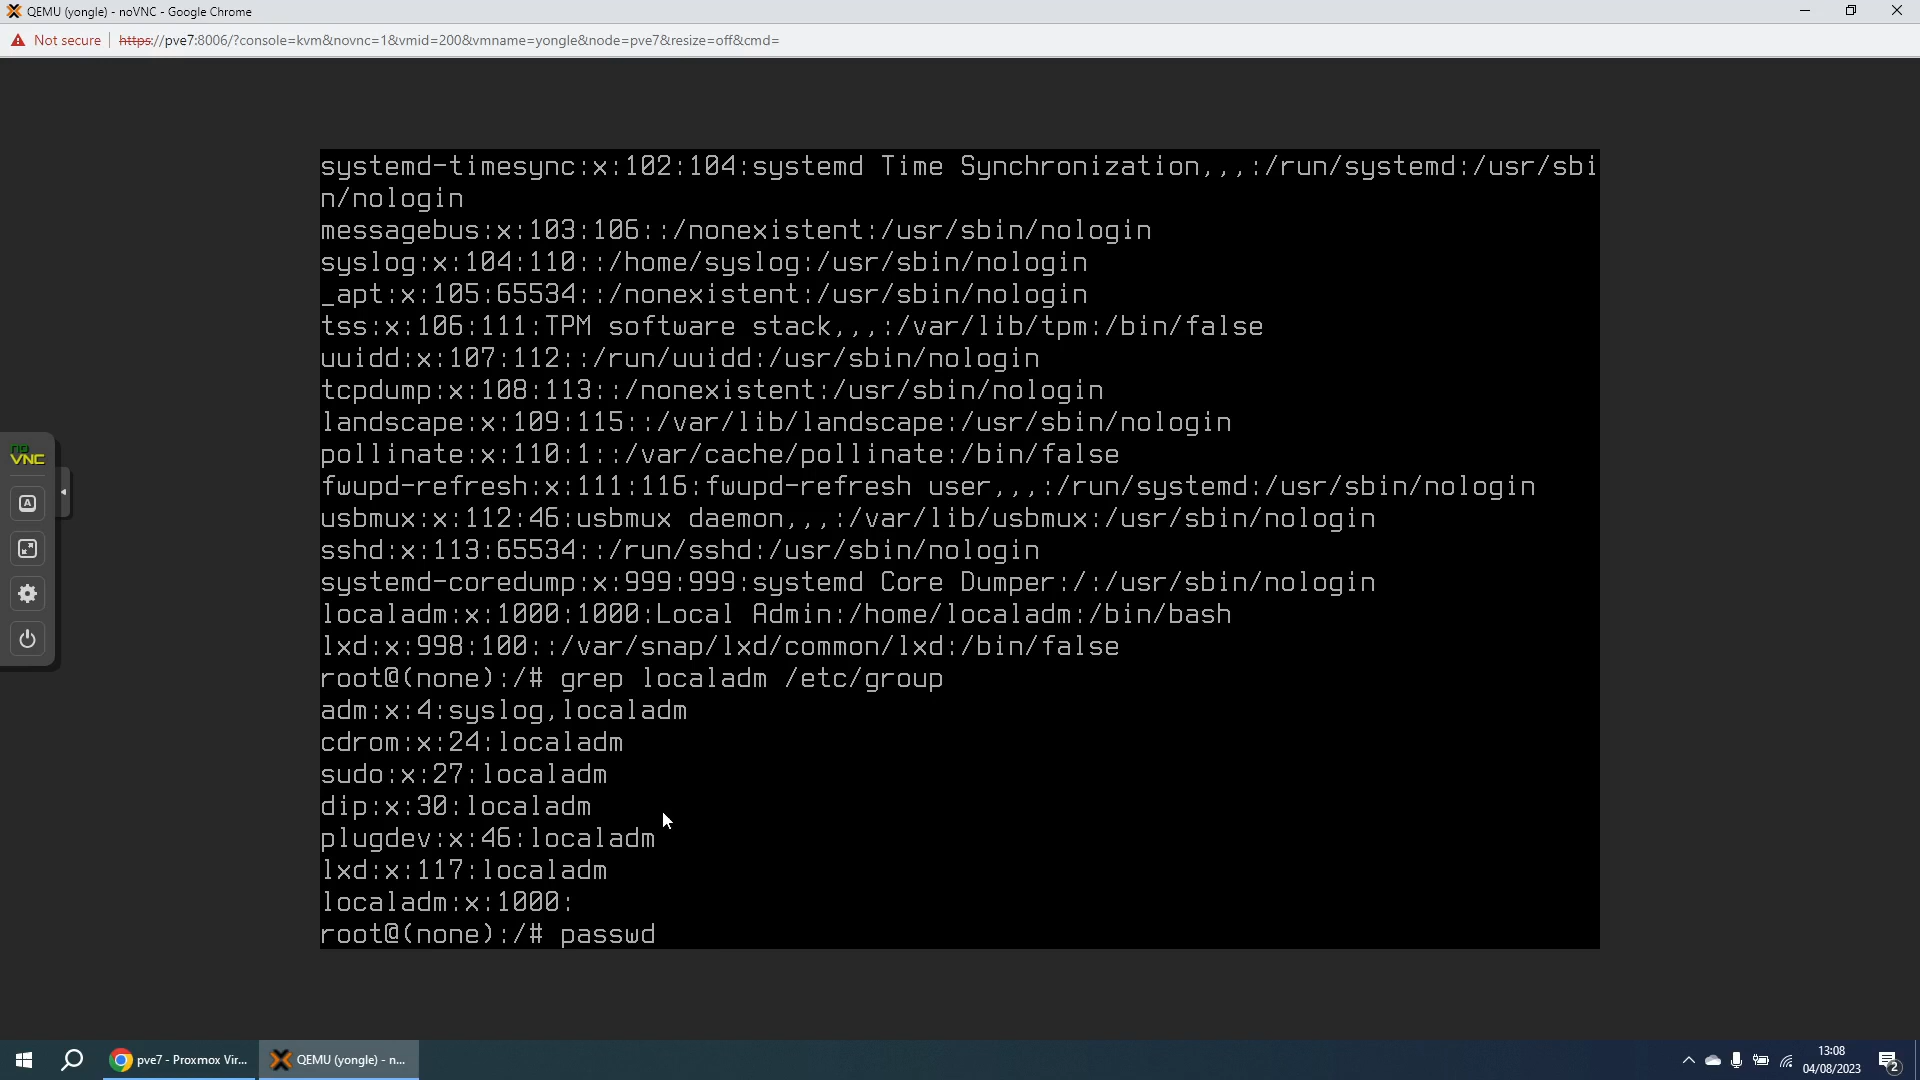 QEMU (yongle) - noVNC - Google Chrome
Not secure
https://pve7:8006/?console=kvm&novnc=1&vmid=200&vmname=yongle&node=pve7&resize=off&cmd=
systemd-timesync:x:102:104:systemd Time Synchronization,,,:/run/systemd:/usr/sbi
n/nologin
messagebus:x:103:106::/nonexistent:/usr/sbin/nologin
syslog:x:104:110::/home/syslog:/usr/sbin/nologin
_apt:x:105:65534::/nonexistent:/usr/sbin/nologin
tss:x:106:111:TPM software stack,,,:/var/lib/tpm:/bin/false
uuidd:x:107:112::/run/uuidd:/usr/sbin/nologin
tcpdump:x:108:113::/nonexistent:/usr/sbin/nologin
landscape:x:109:115::/var/lib/landscape:/usr/sbin/nologin
pollinate:x:110:1::/var/cache/pollinate:/bin/false
fwupd-refresh:x:111:116:fwupd-refresh user,,,:/run/systemd:/usr/sbin/nologin
usbmux:x:112:46:usbmux daemon,,,:/var/lib/usbmux:/usr/sbin/nologin
sshd:x:113:65534::/run/sshd:/usr/sbin/nologin
systemd-coredump:x:999:999:systemd Core Dumper:/:/usr/sbin/nologin
localadm:x:1000:1000:Local Admin:/home/localadm:/bin/bash
lxd:x:998:100::/var/snap/lxd/common/lxd:/bin/false
root@(none):/# grep localadm /etc/group
adm:x:4:syslog,localadm
cdrom:x:24:localadm
sudo:x:27:localadm
dip:x:30:localadm
plugdev:x:46:localadm
lxd:x:117:localadm
localadm:x:1000:
root@(none):/# passwd
no
VNC
A
pve7 - Proxmox Vir...
QEMU (yongle) - n...
13:08
04/08/2023
2